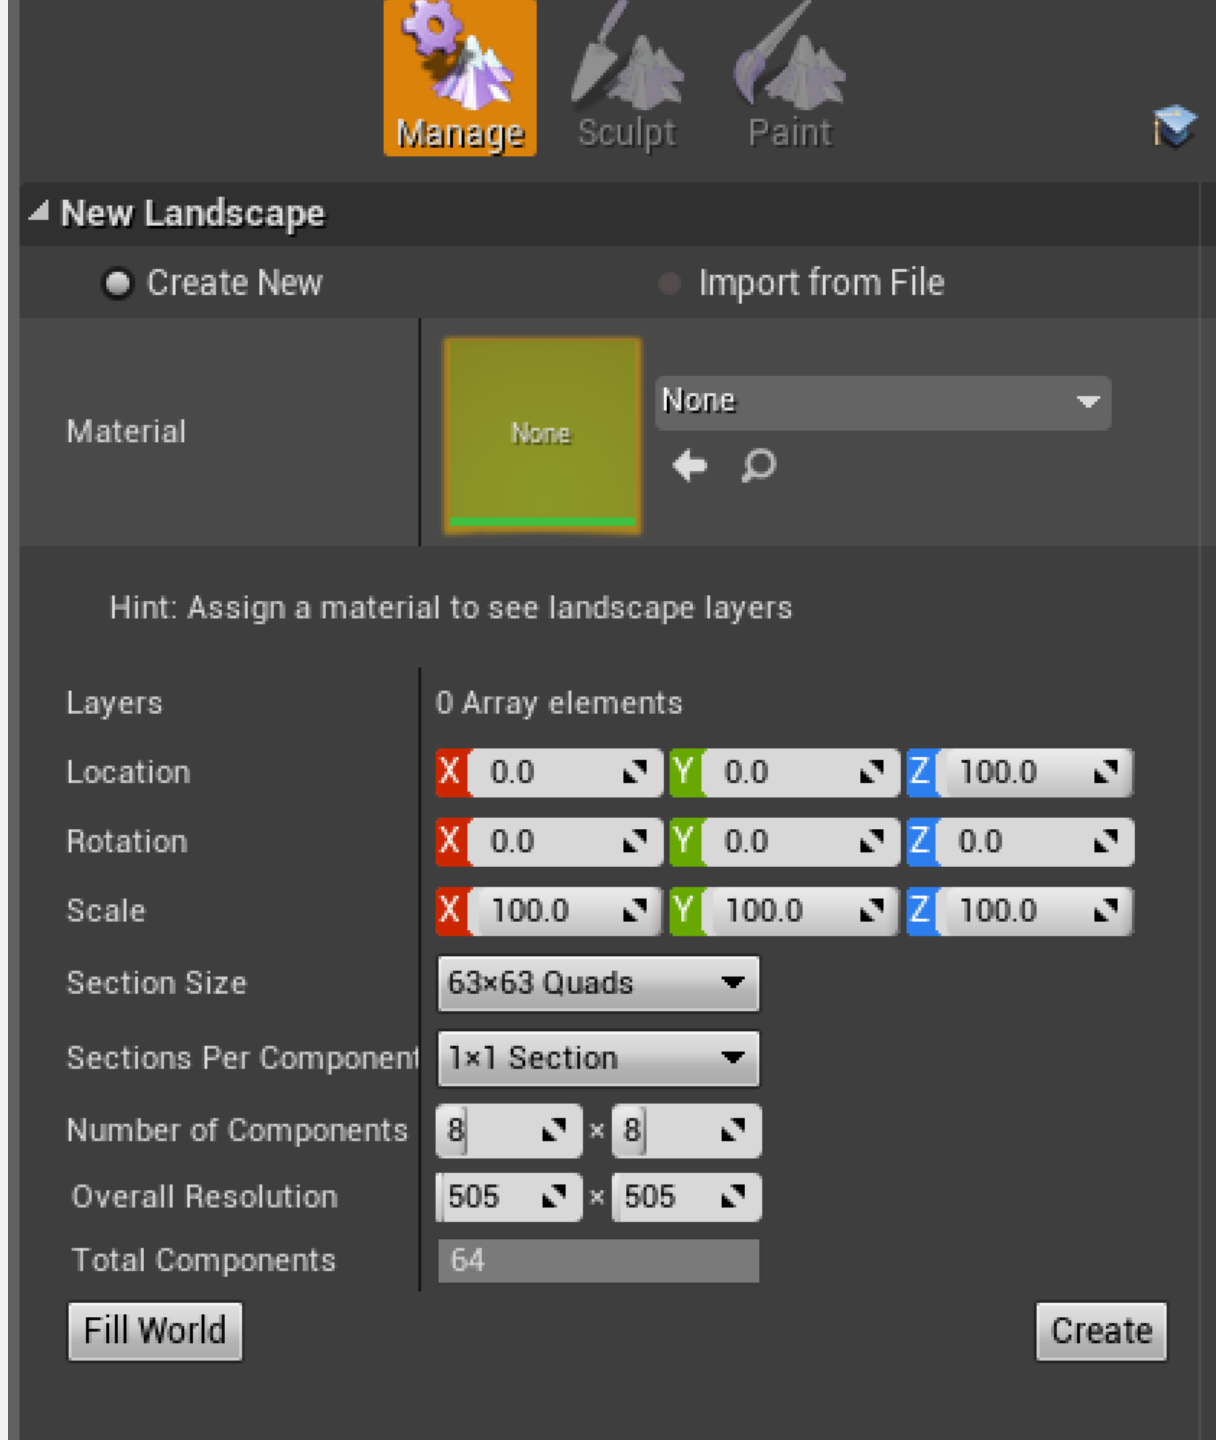 Manage Sculpt Paint
New Landscape
Create New Import from File
Material None None
Hint: Assign a material to see landscape layers
Layers 0 Array elements
Location X 0.0 Y 0.0 Z 100.0
Rotation X 0.0 Y 0.0 Z 0.0
Scale X 100.0 Y 100.0 Z 100.0
Section Size 63×63 Quads
Sections Per Component 1×1 Section
Number of Components 8 × 8
Overall Resolution 505 × 505
Total Components 64
Fill World Create